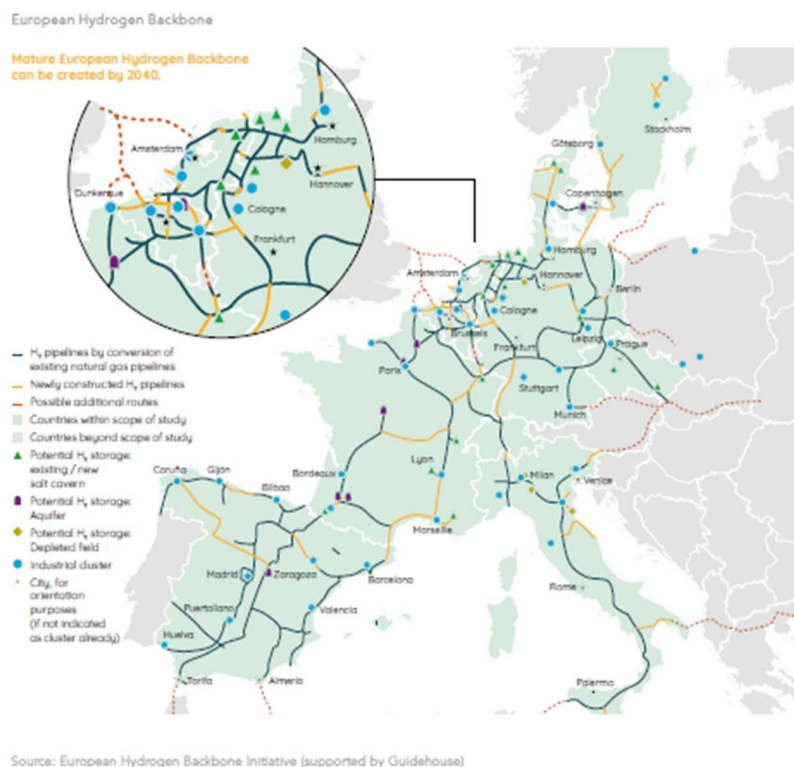 European Hydrogen Backbone
Mature European Hydrogen Backbone
can be created by 2040.
Amsterdam
Hamburg
Hannover
Dunkerque
Cologne
Frankfurt
Stockholm
Göteborg
Copenhagen
Hamburg
Amsterdam
Hannover
Berlin
Cologne
Brussels
Leipzig
Frankfurt
Prague
Paris
Stuttgart
Munich
H₂ pipelines by conversion of
existing natural gas pipelines
Newly constructed H₂ pipelines
Possible additional routes
Countries within scope of study
Countries beyond scope of study
Potential H₂ storage:
existing / new
salt cavern
Potential H₂ storage:
Aquifer
Potential H₂ storage:
Depleted field
Industrial cluster
City, for
orientation
purposes
(if not indicated
as cluster already)
Coruña
Gijón
Bilbao
Bordeaux
Lyon
Milan
Venice
Marseille
Madrid
Zaragoza
Barcelona
Rome
Puertollano
Valencia
Huelva
Tarifa
Almeria
Palermo
Source: European Hydrogen Backbone Initiative (supported by Guidehouse)